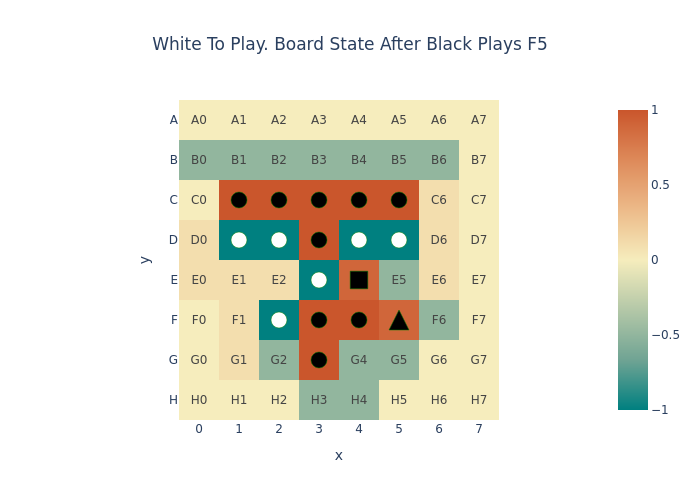 White To Play. Board State After Black Plays F5
A A0 A1 A2 A3 A4 A5 A6 A7
B B0 B1 B2 B3 B4 B5 B6 B7
C C0 C6 C7
D D0 D6 D7
E E0 E1 E2 E5 E6 E7
F F0 F1 F6 F7
G G0 G1 G2 G4 G5 G6 G7
H H0 H1 H2 H3 H4 H5 H6 H7
0 1 2 3 4 5 6 7
x
y
1
0.5
0
−0.5
−1